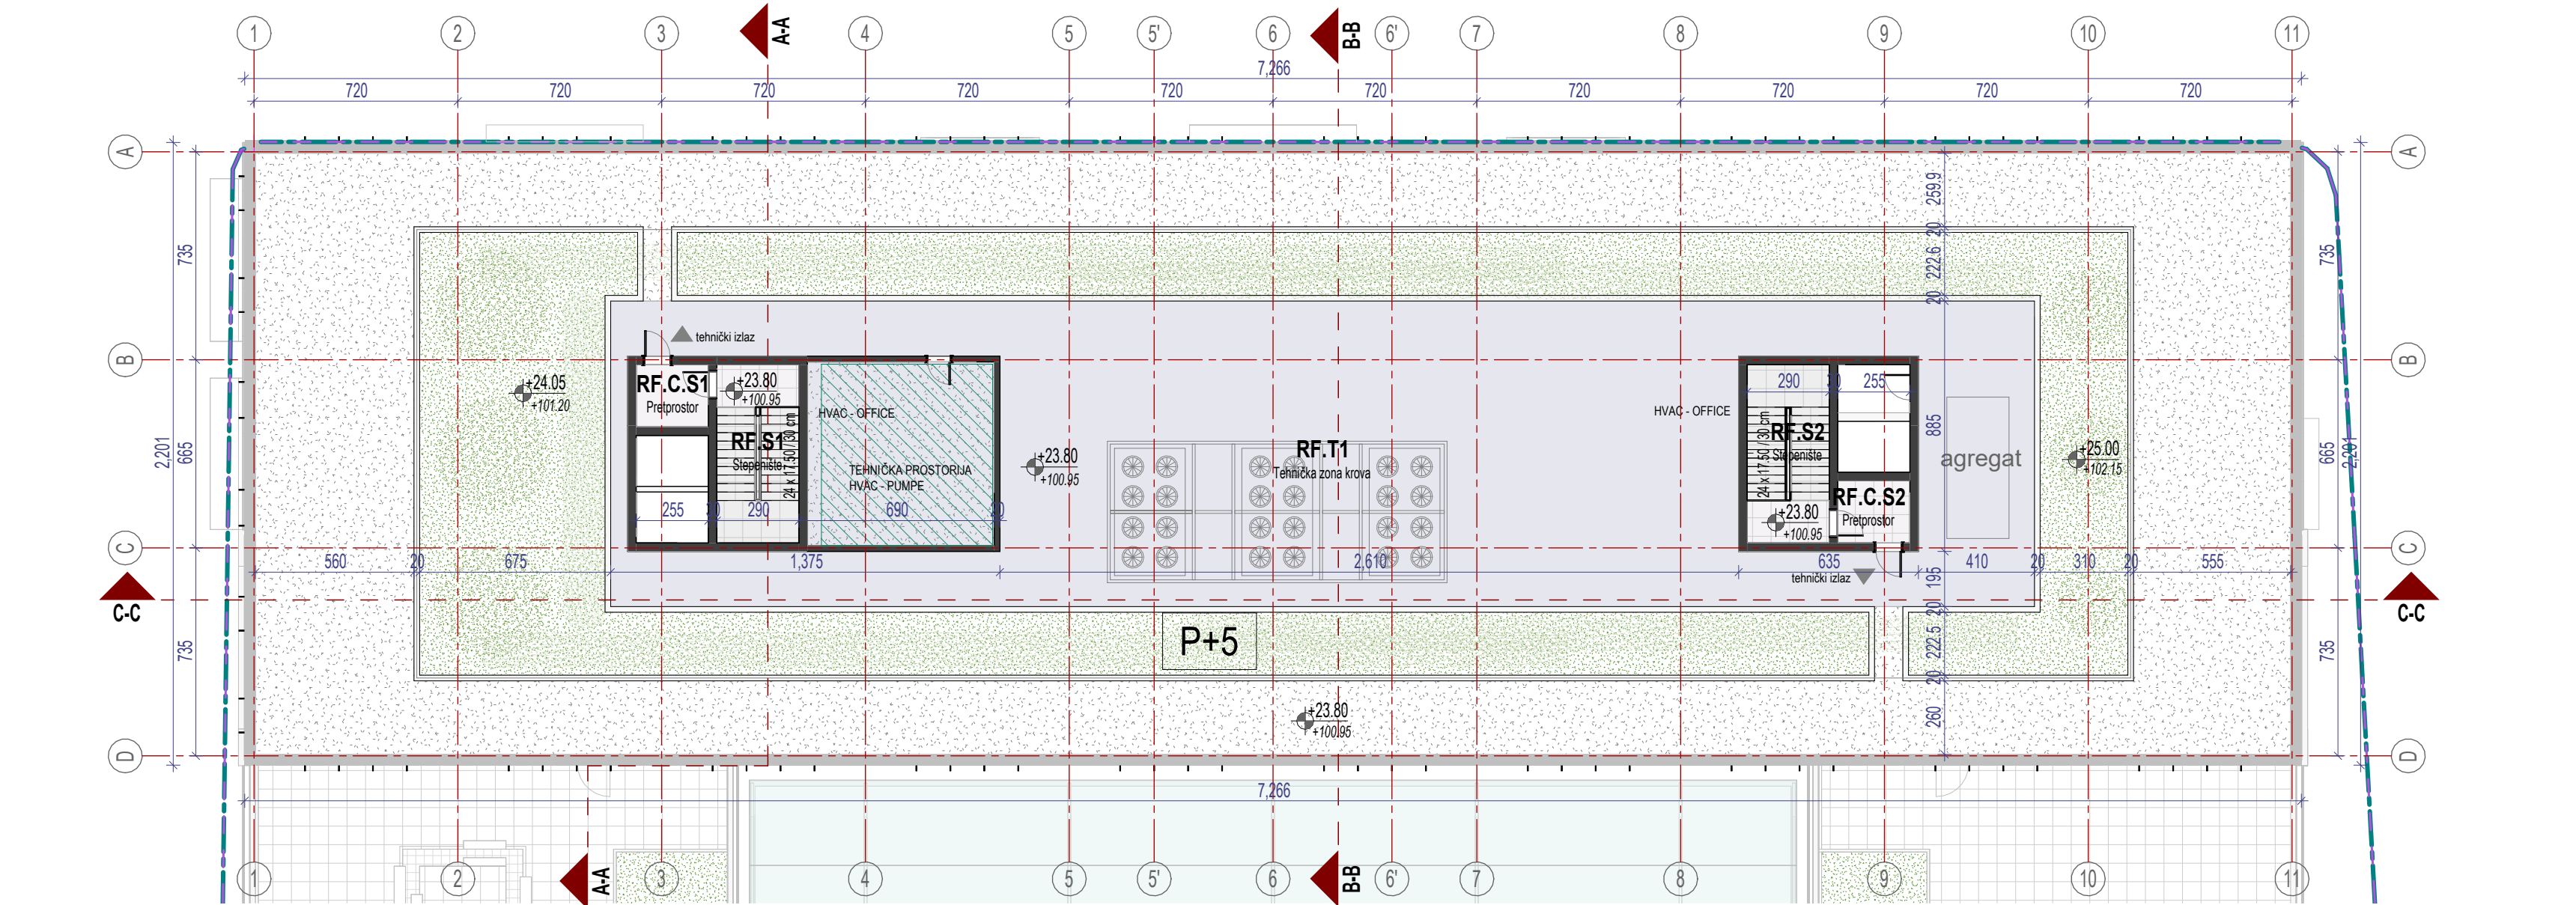 1 2 3 A-A 4 5 5' 6 B-B 6' 7 8 9 10 11
7,266
720 720 720 720 720 720 720 720 720 720
A A
259.9
20
735 222.6 735
20
tehnički izlaz
B B
RF.C.S1
Pretprostor
+23.80
+100.95
+24.05
+101.20
HVAC - OFFICE
RF.S1
Stepenište
24 x 17.50 / 30 cm
TEHNIČKA PROSTORIJA
HVAC - PUMPE
255 290 690 20
+23.80
+100.95
RF.T1
Tehnička zona krova
HVAC - OFFICE
290 255
RF.S2
Stepenište
24 x 17.50 / 30 cm
RF.C.S2
Pretprostor
+23.80
+100.95
885
agregat
+25.00
+102.15
2,201 665 665 2,201
C C
560 20 675 1,375 2,610 635 410 20 310 20 555
tehnički izlaz
195
C-C C-C
20
P+5
735 222.5 735
20
+23.80
+100.95
260
D D
7,266
1 2 A-A 3 4 5 5' 6 B-B 6' 7 8 9 10 11